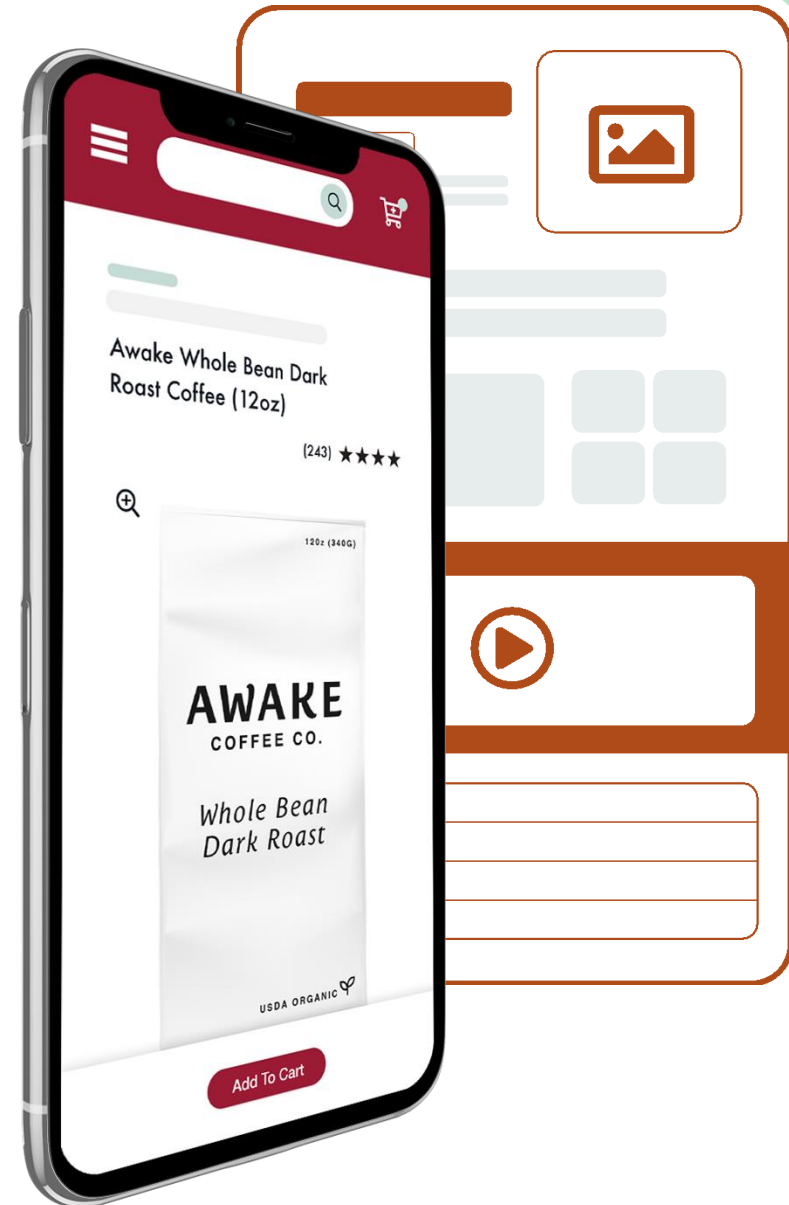 Awake Whole Bean Dark
Roast Coffee (12oz)
(243) ★★★★
12oz (340G)
AWAKE
COFFEE CO.
Whole Bean
Dark Roast
USDA ORGANIC
Add To Cart